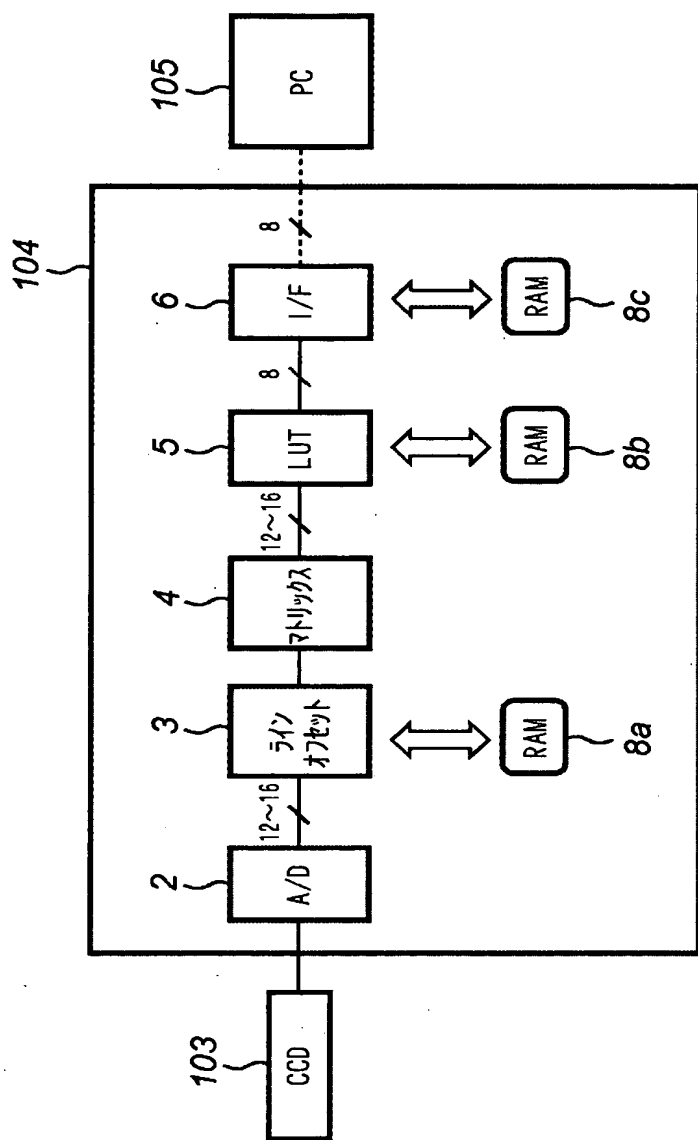 104
103
CCD
2
A/D
12～16
3
ライン
オフセット
4
マトリックス
12～16
5
LUT
8
6
I/F
8
105
PC
RAM
8a
RAM
8b
RAM
8c